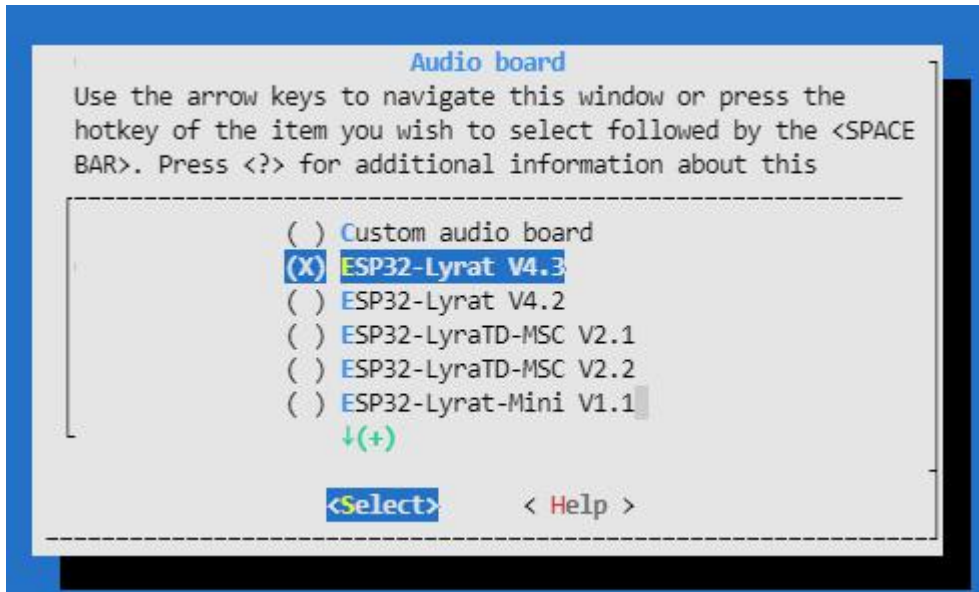 Audio board
Use the arrow keys to navigate this window or press the
hotkey of the item you wish to select followed by the <SPACE
BAR>. Press <?> for additional information about this
( ) Custom audio board
(X) ESP32-Lyrat V4.3
( ) ESP32-Lyrat V4.2
( ) ESP32-LyraTD-MSC V2.1
( ) ESP32-LyraTD-MSC V2.2
( ) ESP32-Lyrat-Mini V1.1
↓(+)
<Select> < Help >